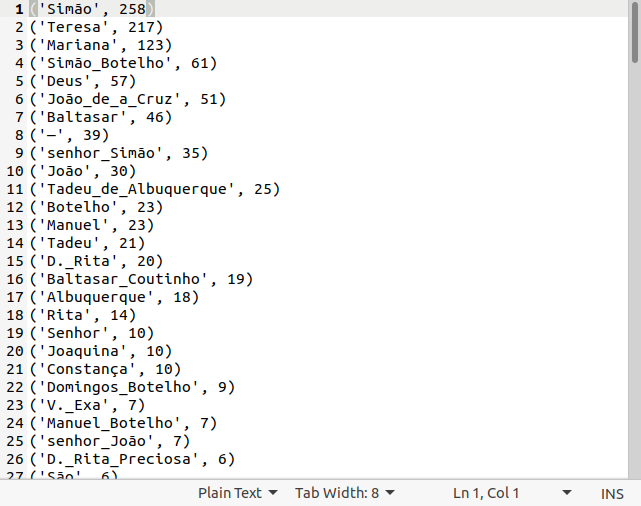 1 ('Simão', 258)
2 ('Teresa', 217)
3 ('Mariana', 123)
4 ('Simão_Botelho', 61)
5 ('Deus', 57)
6 ('João_de_a_Cruz', 51)
7 ('Baltasar', 46)
8 ('—', 39)
9 ('senhor_Simão', 35)
10 ('João', 30)
11 ('Tadeu_de_Albuquerque', 25)
12 ('Botelho', 23)
13 ('Manuel', 23)
14 ('Tadeu', 21)
15 ('D._Rita', 20)
16 ('Baltasar_Coutinho', 19)
17 ('Albuquerque', 18)
18 ('Rita', 14)
19 ('Senhor', 10)
20 ('Joaquina', 10)
21 ('Constança', 10)
22 ('Domingos_Botelho', 9)
23 ('V._Exa', 7)
24 ('Manuel_Botelho', 7)
25 ('senhor_João', 7)
26 ('D._Rita_Preciosa', 6)
27 ('São', 6)
Plain Text Tab Width: 8 Ln 1, Col 1 INS